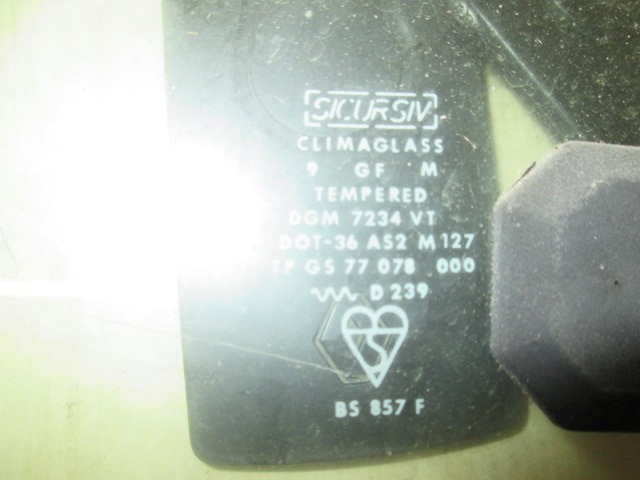 SICURSIV
CLIMAGLASS
9 GF M
TEMPERED
DGM 7234 VT
DOT-36 AS2 M127
TP GS 77 078 000
D 239
BS 857 F